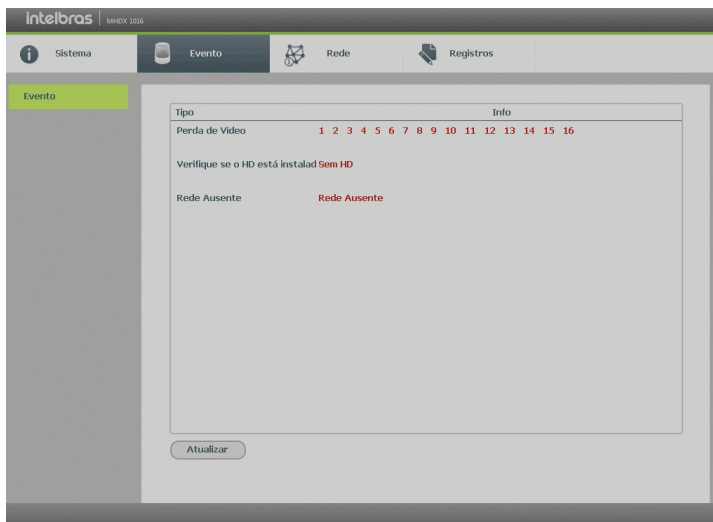 intelbras MHDX 1016
Sistema Evento Rede Registros
Evento
Tipo Info
Perda de Video 1 2 3 4 5 6 7 8 9 10 11 12 13 14 15 16
Verifique se o HD está instalad Sem HD
Rede Ausente Rede Ausente
Atualizar